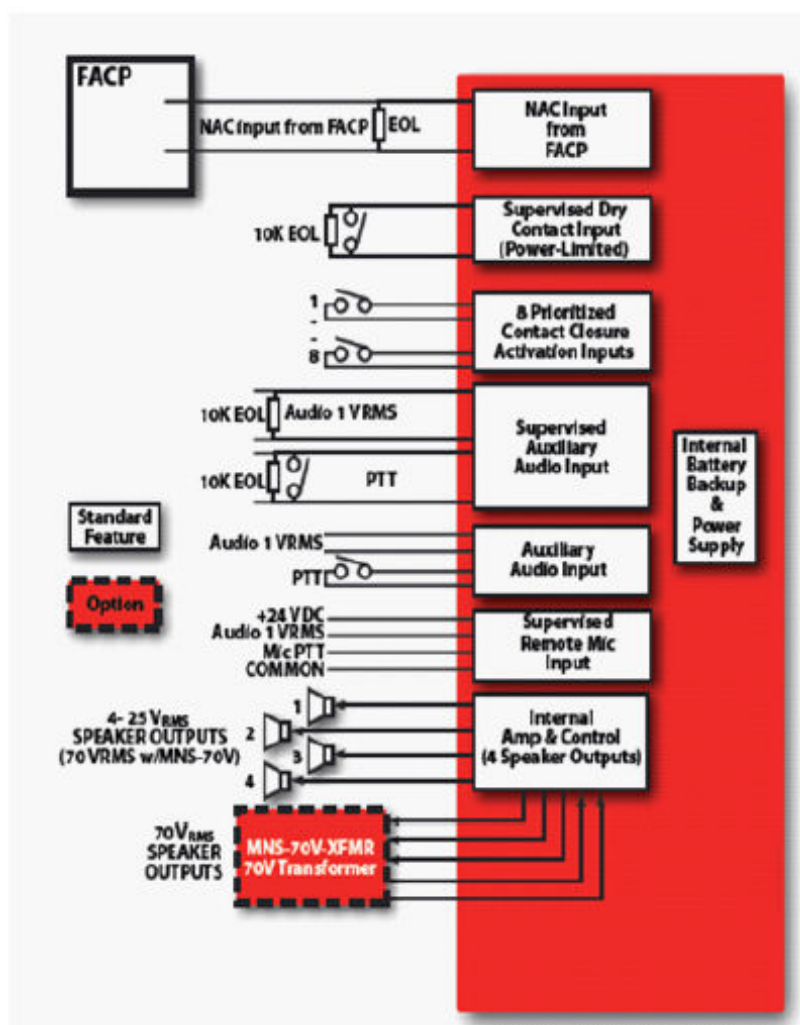 FACP
NAC Input from FACP
EOL
NAC Input
from
FACP
10K EOL
Supervised Dry
Contact Input
(Power-Limited)
1
-
-
8
8 Prioritized
Contact Closure
Activation Inputs
10K EOL
Audio 1 VRMS
10K EOL
PTT
Supervised
Auxiliary
Audio Input
Internal
Battery
Backup
&
Power
Supply
Standard
Feature
Option
Audio 1 VRMS
PTT
Auxiliary
Audio Input
+24 VDC
Audio 1 VRMS
Mic PTT
COMMON
Supervised
Remote Mic
Input
4- 25 VRMS
SPEAKER OUTPUTS
(70 VRMS w/MNS-70V)
1
2
3
4
Internal
Amp & Control
(4 Speaker Outputs)
70VRMS
SPEAKER
OUTPUTS
MNS-70V-XFMR
70V Transformer